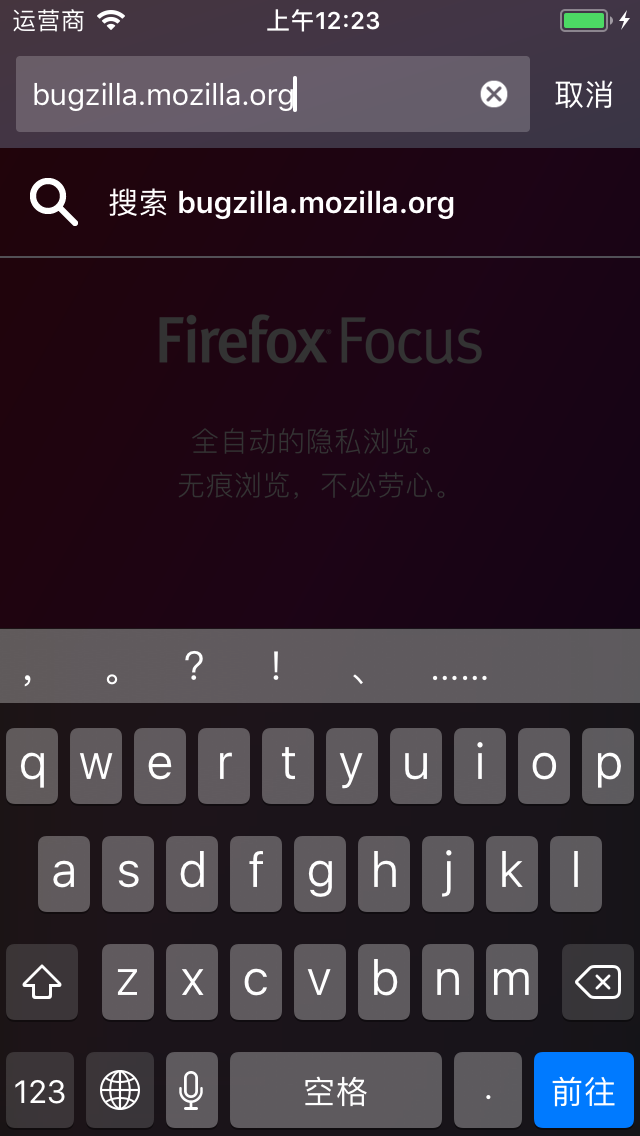 运营商 上午12:23
bugzilla.mozilla.org 取消
搜索 bugzilla.mozilla.org
Firefox Focus
全自动的隐私浏览。
无痕浏览，不必劳心。
， 。 ？ ！ 、 ……
q w e r t y u i o p
a s d f g h j k l
z x c v b n m
123 空格 . 前往